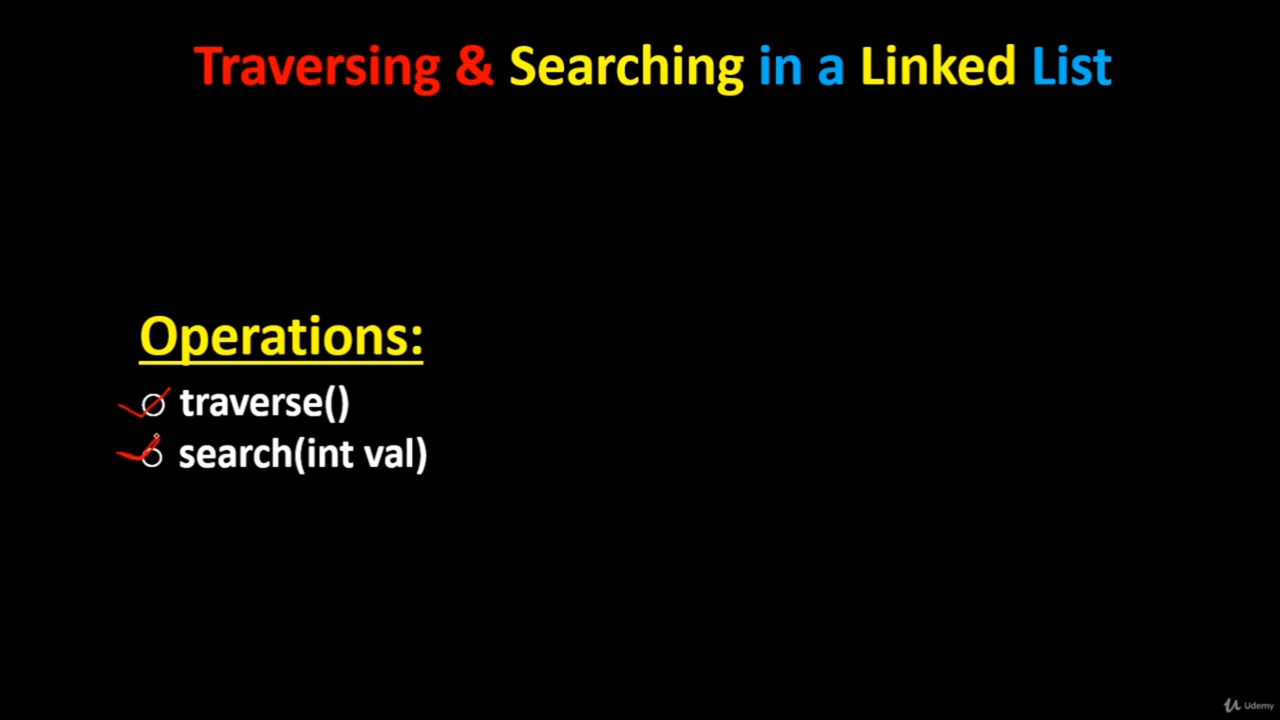 Traversing & Searching in a Linked List
Operations:
traverse()
search(int val)
Udemy